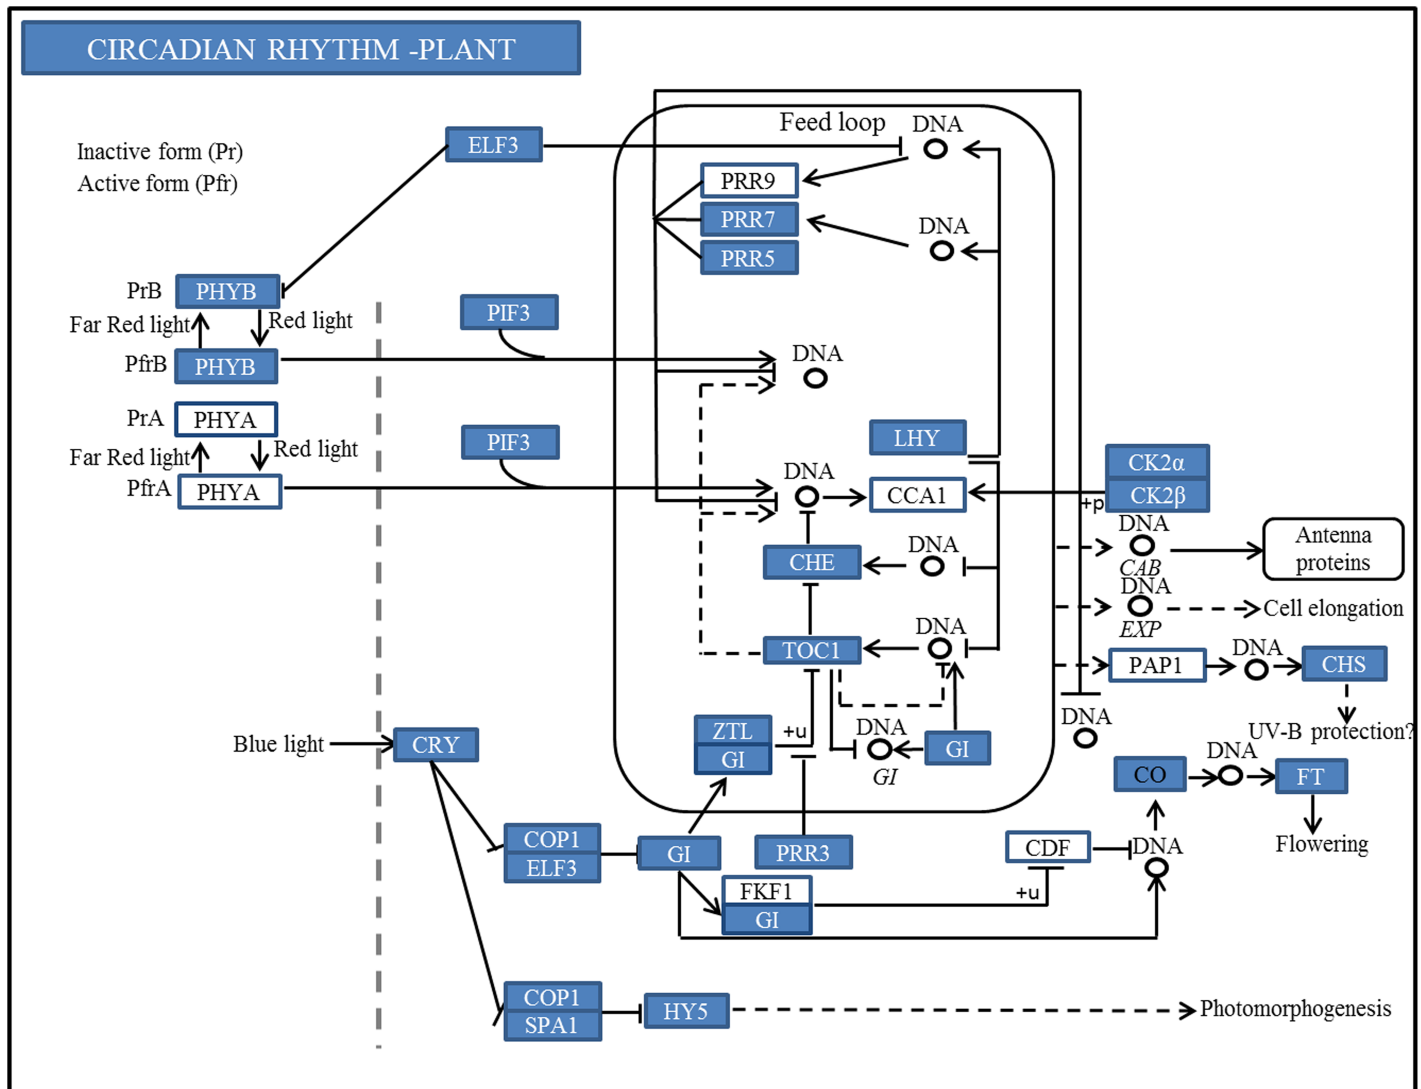 CIRCADIAN RHYTHM -PLANT
Inactive form (Pr)
Active form (Pfr)
ELF3
Feed loop
DNA
PRR9
PRR7
DNA
PRR5
PrB
PHYB
Far Red light
Red light
PfrB
PHYB
PIF3
DNA
PrA
PHYA
Far Red light
Red light
PfrA
PHYA
PIF3
LHY
DNA
CCA1
CK2α
CK2β
+p
CHE
DNA
DNA
CAB
Antenna
proteins
DNA
EXP
Cell elongation
TOC1
DNA
PAP1
DNA
CHS
UV-B protection?
ZTL
GI
+u
DNA
GI
GI
DNA
Blue light
CRY
CO
DNA
FT
Flowering
COP1
ELF3
GI
PRR3
CDF
DNA
FKF1
GI
+u
COP1
SPA1
HY5
Photomorphogenesis